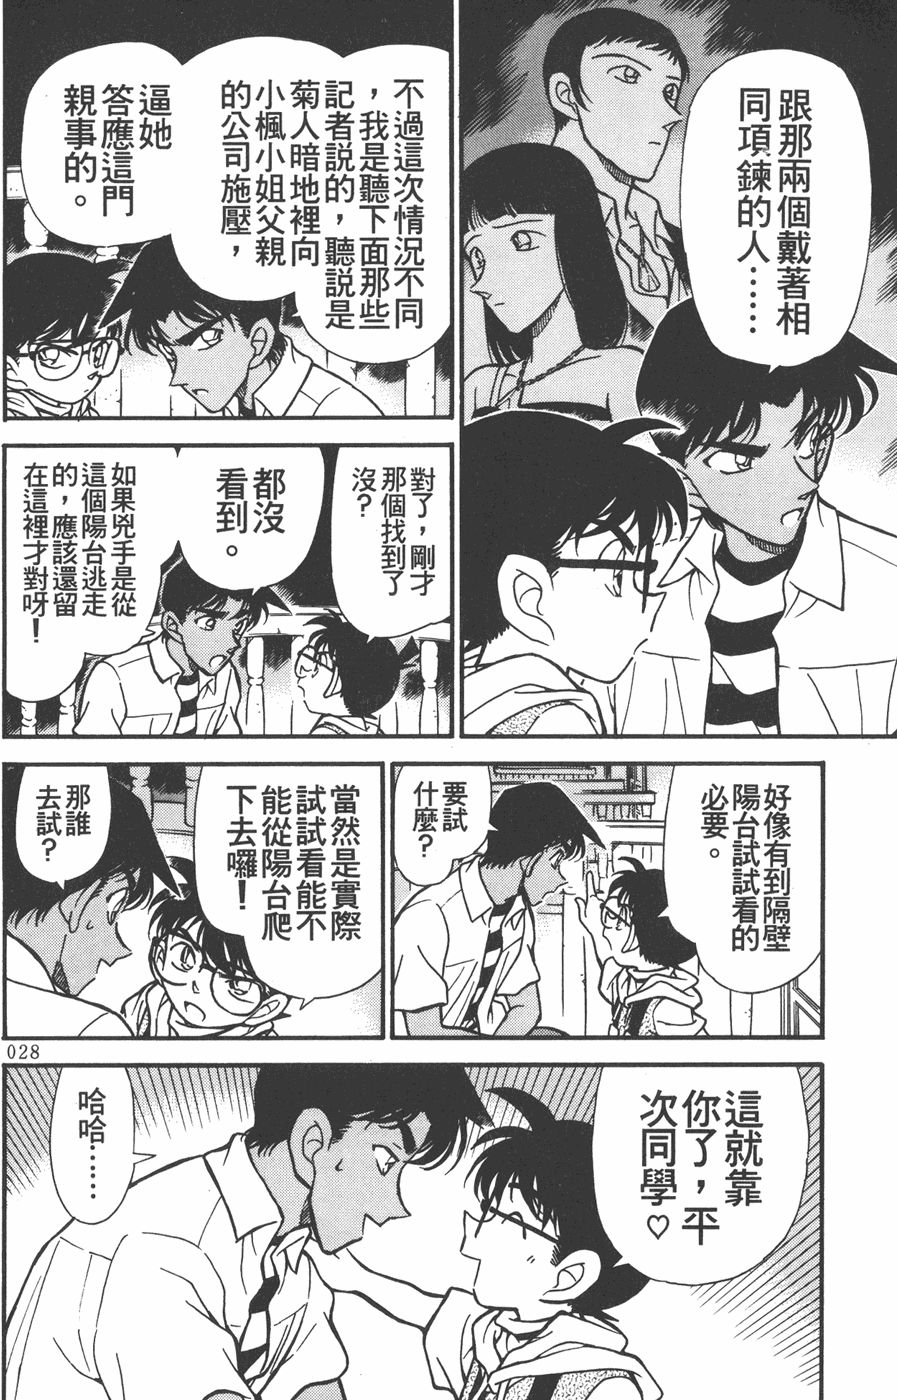 跟那兩個戴著相
同項鍊的人……
不過這次情況不同
，我是聽下面那些
記者說的，聽說是
菊人暗地裡向
小楓小姐父親
的公司施壓，
逼她
答應這門
親事的。
對了，剛才
那個找到了
沒？
都沒
看到。
如果兇手是從
這個陽台逃走
的，應該還留
在這裡才對呀！
好像有到隔壁
陽台試試看的
必要。
要試
什麼？
當然是實際
試試看能不
能從陽台爬
下去囉！
那誰
去試？
028
這就靠
你了，平
次同學♡
哈哈……